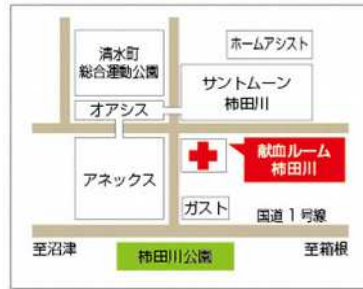 清水町
総合運動公園
ホームアシスト
サントムーン
柿田川
オアシス
アネックス
献血ルーム
柿田川
ガスト
国道1号線
至沼津
柿田川公園
至箱根